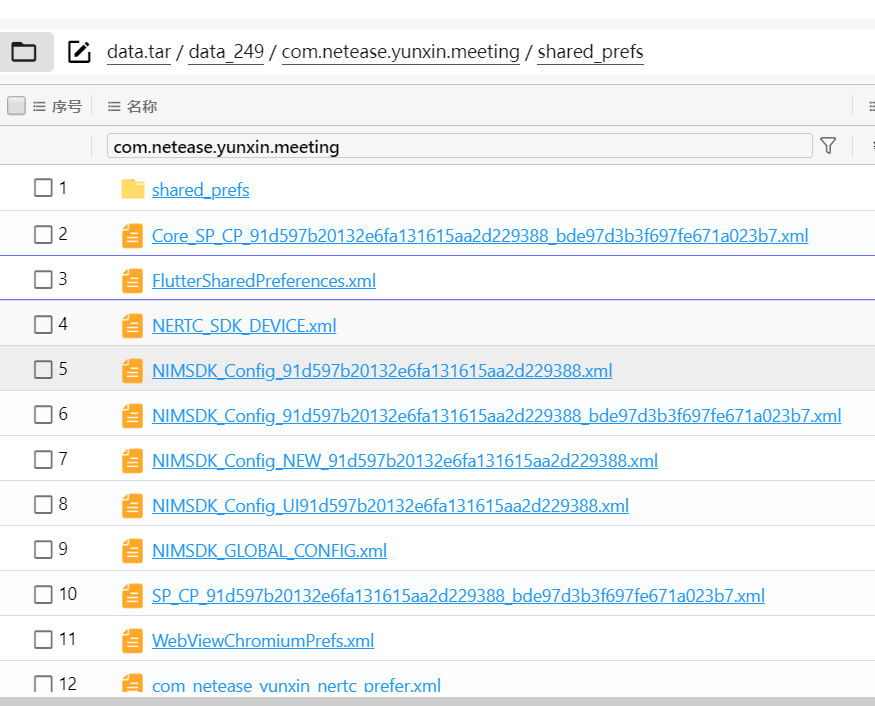 data.tar / data_249 / com.netease.yunxin.meeting / shared_prefs
序号 名称
com.netease.yunxin.meeting
1 shared_prefs
2 Core_SP_CP_91d597b20132e6fa131615aa2d229388_bde97d3b3f697fe671a023b7.xml
3 FlutterSharedPreferences.xml
4 NERTC_SDK_DEVICE.xml
5 NIMSDK_Config_91d597b20132e6fa131615aa2d229388.xml
6 NIMSDK_Config_91d597b20132e6fa131615aa2d229388_bde97d3b3f697fe671a023b7.xml
7 NIMSDK_Config_NEW_91d597b20132e6fa131615aa2d229388.xml
8 NIMSDK_Config_UI91d597b20132e6fa131615aa2d229388.xml
9 NIMSDK_GLOBAL_CONFIG.xml
10 SP_CP_91d597b20132e6fa131615aa2d229388_bde97d3b3f697fe671a023b7.xml
11 WebViewChromiumPrefs.xml
12 com_netease_yunxin_nertc_prefer.xml